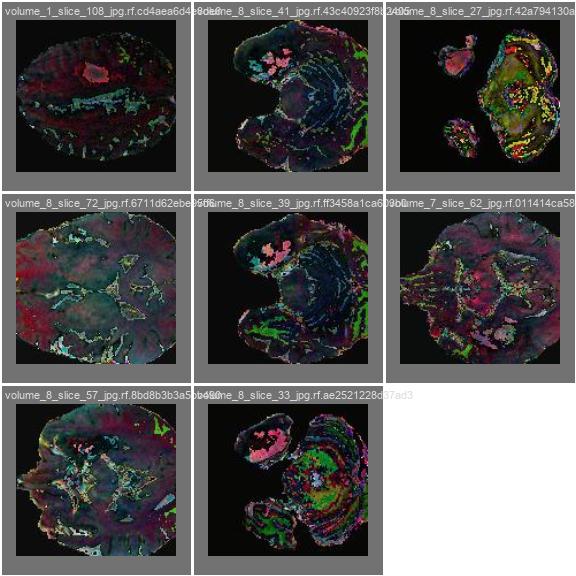 volume_1_slice_108_jpg.rf.cd4aea6d4
volume_8_slice_41_jpg.rf.43c40923f8
volume_8_slice_27_jpg.rf.42a794130a
volume_8_slice_72_jpg.rf.6711d62ebe
volume_8_slice_39_jpg.rf.ff3458a1ca
volume_7_slice_62_jpg.rf.011414ca58
volume_8_slice_57_jpg.rf.8bd8b3b3a5
volume_8_slice_33_jpg.rf.ae2521228d37ad3